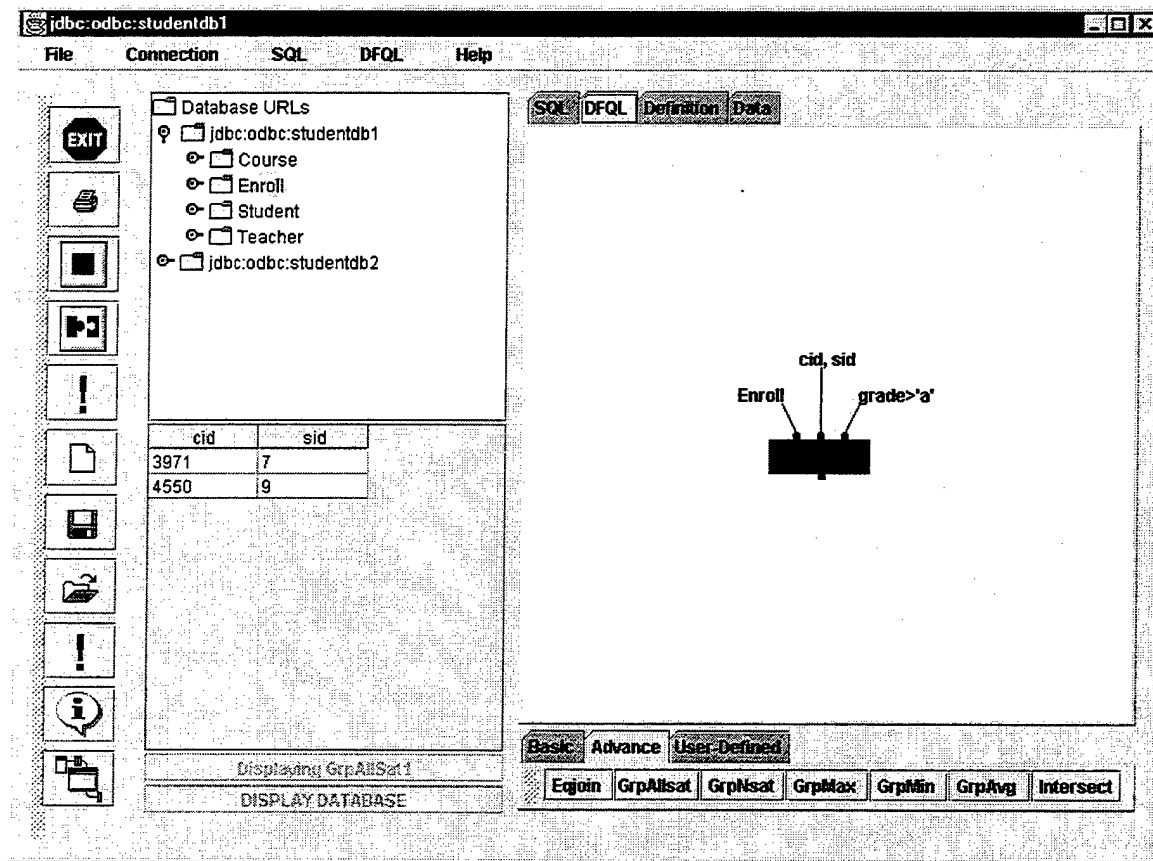 jdbc:odbc:studentdb1
File Connection SQL DFQL Help
EXIT
Database URLs
jdbc:odbc:studentdb1
Course
Enroll
Student
Teacher
jdbc:odbc:studentdb2
cid sid
3971 7
4550 9
Displaying GrpAllSat1
DISPLAY DATABASE
SQL DFQL Definition Data
cid, sid
Enroll grade>'a'
Basic Advance User-Defined
Eqjoin GrpAllsat GrpNsat GrpMax GrpMin GrpAvg Intersect